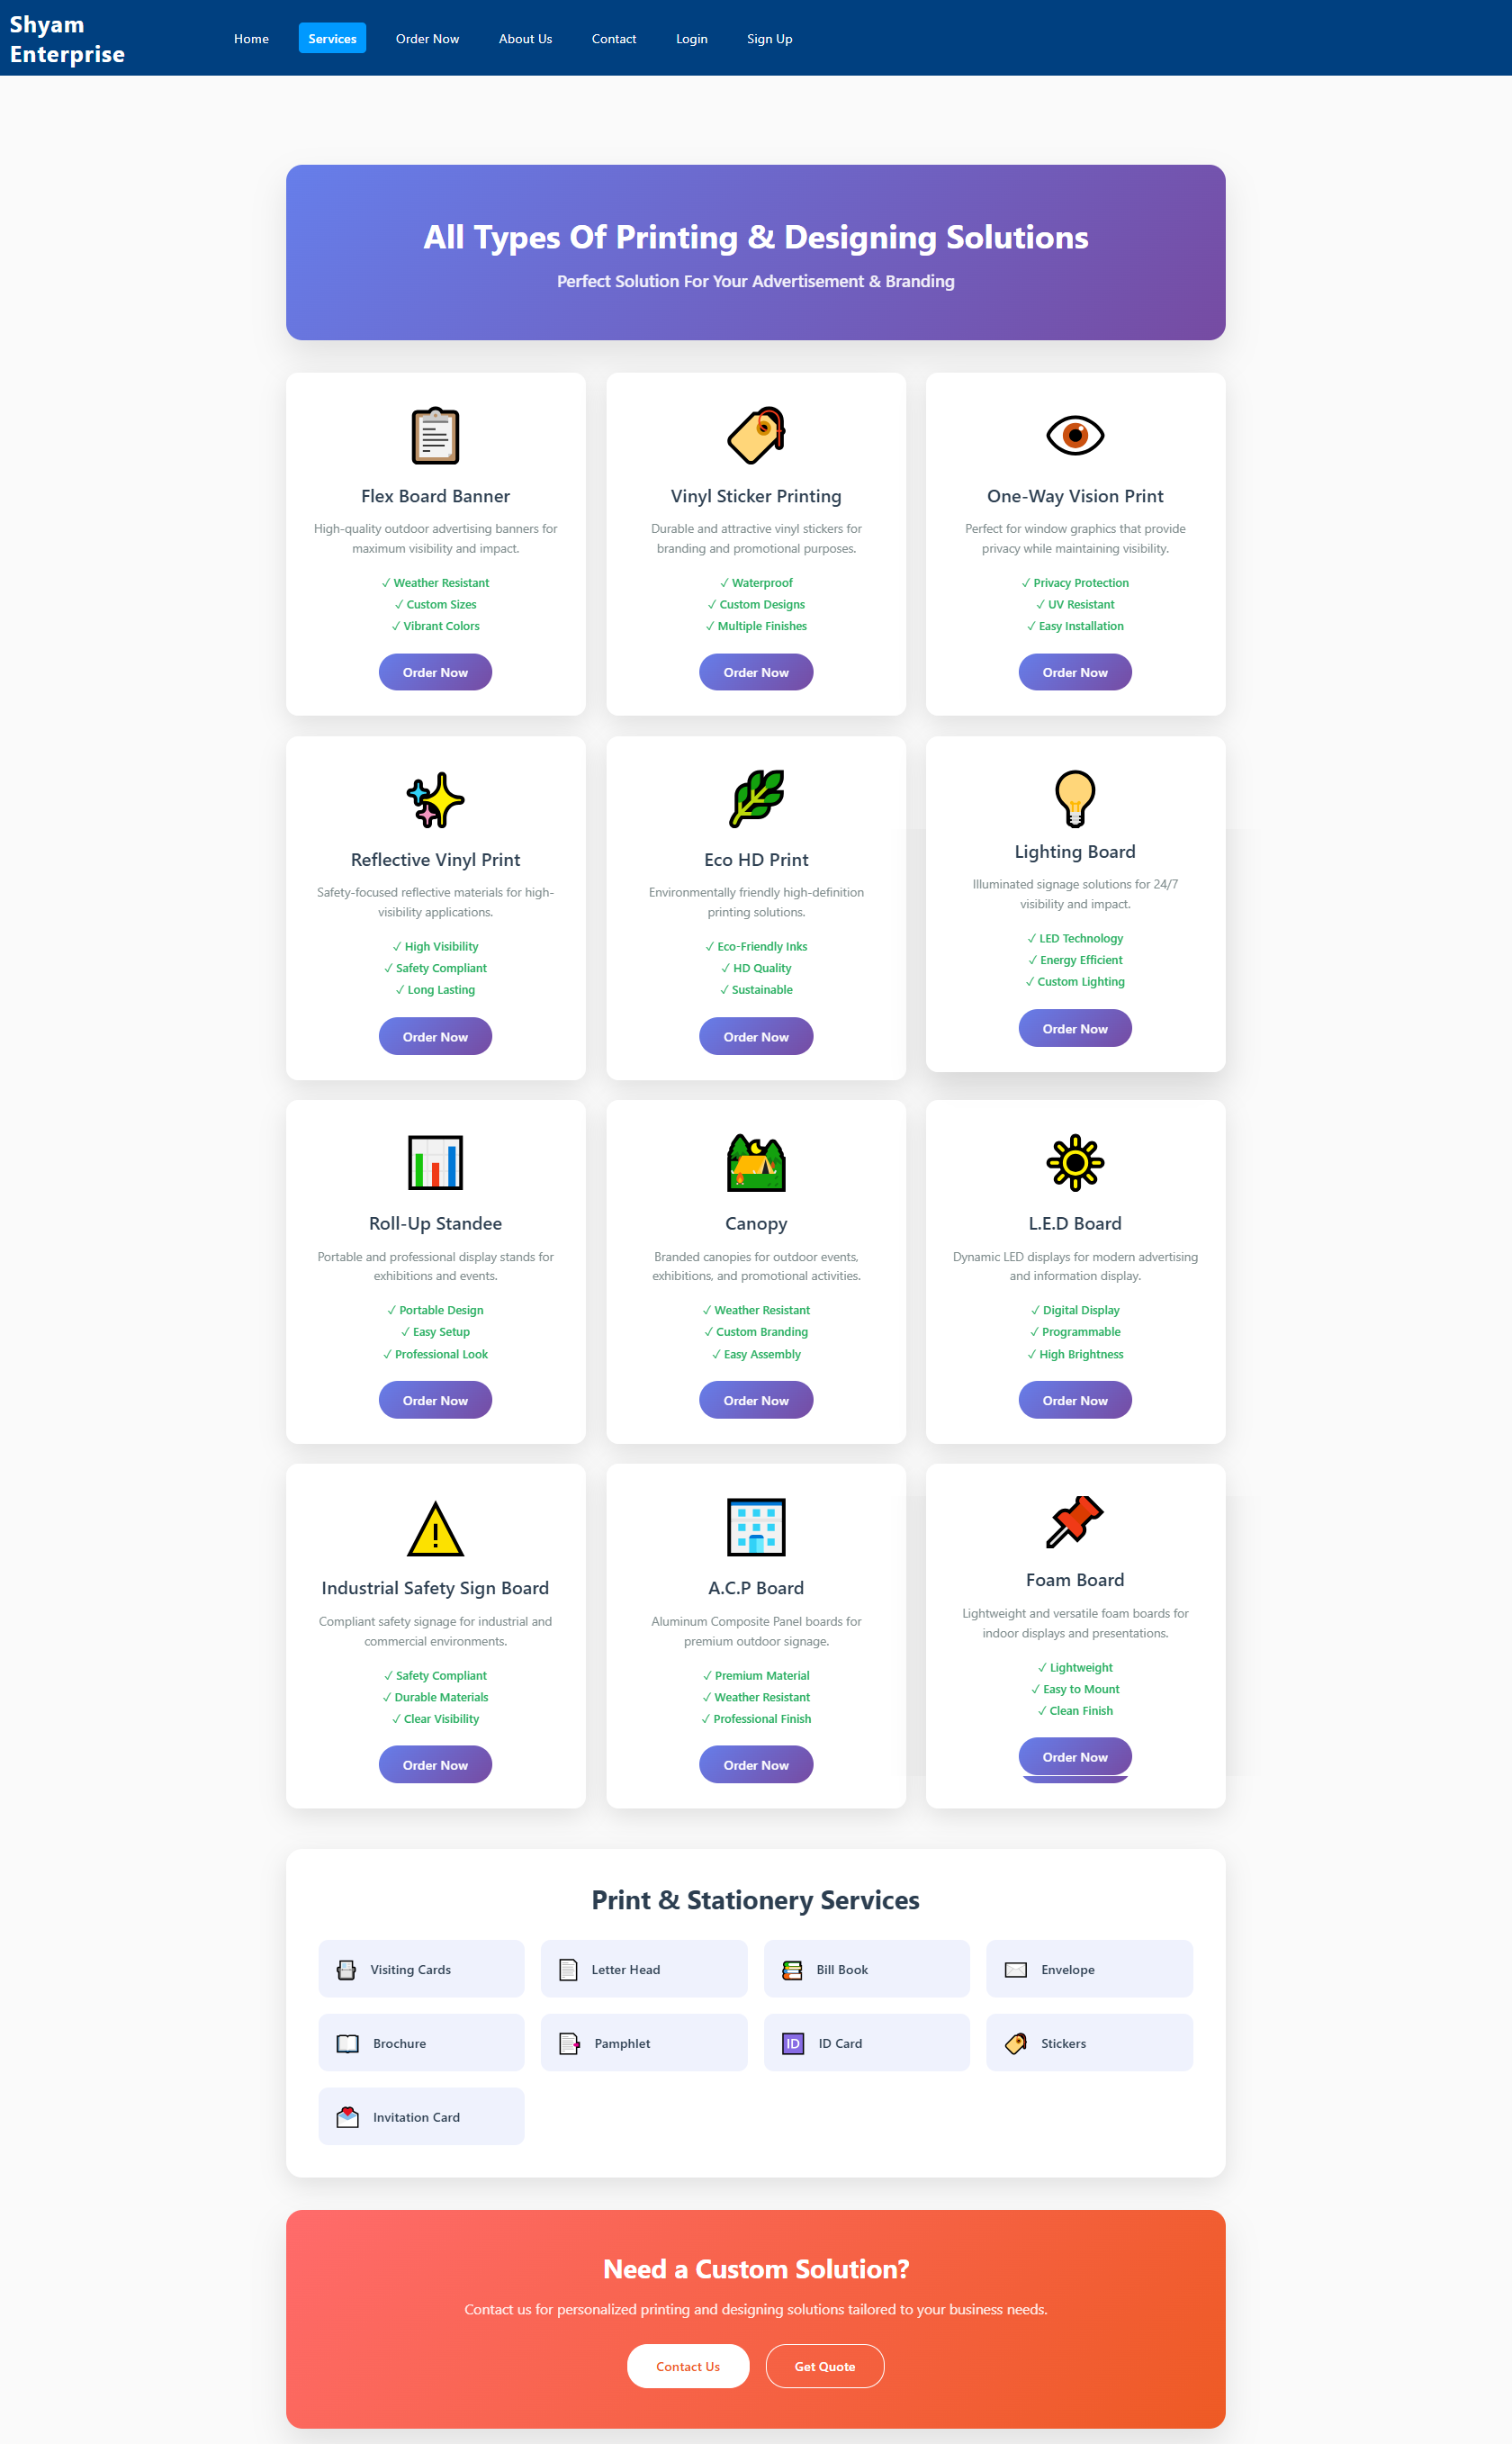 Shyam
Enterprise
Home
Services
Order Now
About Us
Contact
Login
Sign Up
All Types Of Printing & Designing Solutions
Perfect Solution For Your Advertisement & Branding
Flex Board Banner
High-quality outdoor advertising banners for
maximum visibility and impact.
✓ Weather Resistant
✓ Custom Sizes
✓ Vibrant Colors
Order Now
Vinyl Sticker Printing
Durable and attractive vinyl stickers for
branding and promotional purposes.
✓ Waterproof
✓ Custom Designs
✓ Multiple Finishes
Order Now
One-Way Vision Print
Perfect for window graphics that provide
privacy while maintaining visibility.
✓ Privacy Protection
✓ UV Resistant
✓ Easy Installation
Order Now
Reflective Vinyl Print
Safety-focused reflective materials for high-
visibility applications.
✓ High Visibility
✓ Safety Compliant
✓ Long Lasting
Order Now
Eco HD Print
Environmentally friendly high-definition
printing solutions.
✓ Eco-Friendly Inks
✓ HD Quality
✓ Sustainable
Order Now
Lighting Board
Illuminated signage solutions for 24/7
visibility and impact.
✓ LED Technology
✓ Energy Efficient
✓ Custom Lighting
Order Now
Roll-Up Standee
Portable and professional display stands for
exhibitions and events.
✓ Portable Design
✓ Easy Setup
✓ Professional Look
Order Now
Canopy
Branded canopies for outdoor events,
exhibitions, and promotional activities.
✓ Weather Resistant
✓ Custom Branding
✓ Easy Assembly
Order Now
L.E.D Board
Dynamic LED displays for modern advertising
and information display.
✓ Digital Display
✓ Programmable
✓ High Brightness
Order Now
Industrial Safety Sign Board
Compliant safety signage for industrial and
commercial environments.
✓ Safety Compliant
✓ Durable Materials
✓ Clear Visibility
Order Now
A.C.P Board
Aluminum Composite Panel boards for
premium outdoor signage.
✓ Premium Material
✓ Weather Resistant
✓ Professional Finish
Order Now
Foam Board
Lightweight and versatile foam boards for
indoor displays and presentations.
✓ Lightweight
✓ Easy to Mount
✓ Clean Finish
Order Now
Print & Stationery Services
Visiting Cards
Letter Head
Bill Book
Envelope
Brochure
Pamphlet
ID
ID Card
Stickers
Invitation Card
Need a Custom Solution?
Contact us for personalized printing and designing solutions tailored to your business needs.
Contact Us
Get Quote